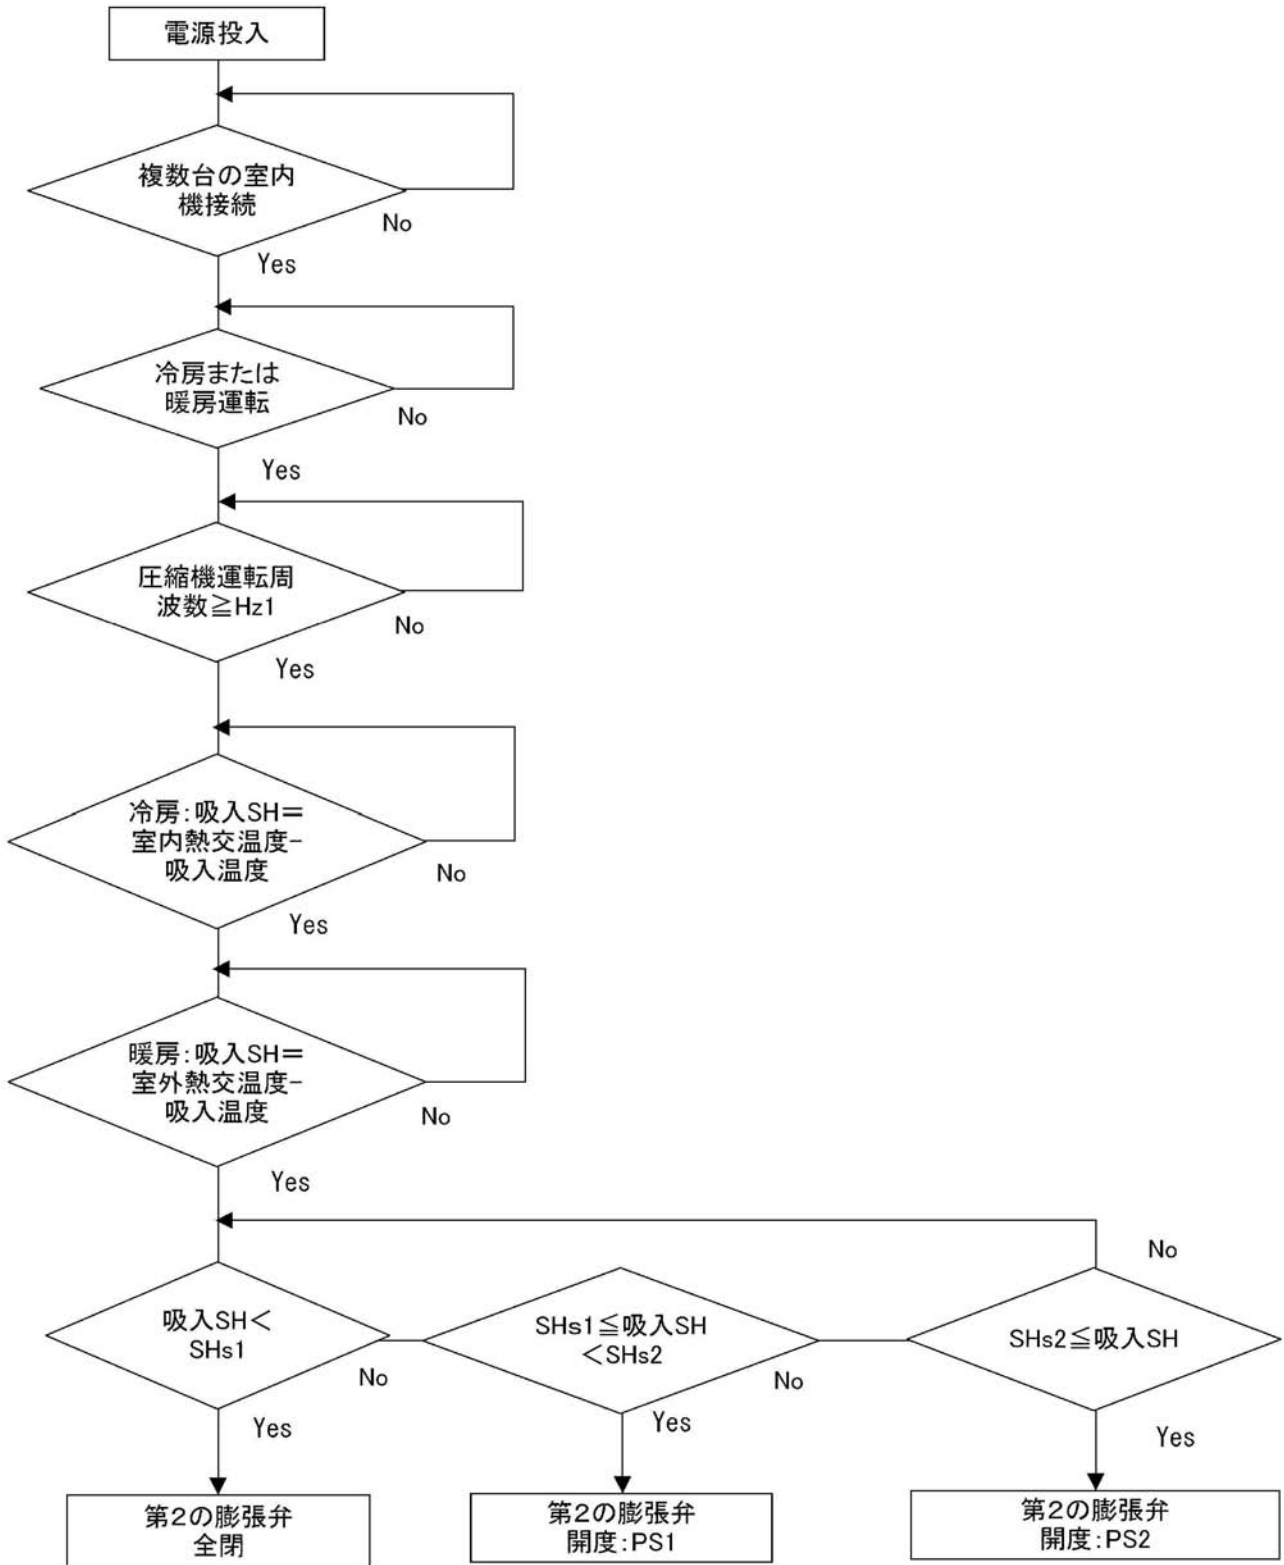 電源投入
複数台の室内
機接続
No
Yes
冷房または
暖房運転
No
Yes
圧縮機運転周
波数≧Hz1
No
Yes
冷房:吸入SH=
室内熱交温度-
吸入温度
No
Yes
暖房:吸入SH=
室外熱交温度-
吸入温度
No
Yes
吸入SH<
SHs1
No
Yes
SHs1≦吸入SH
<SHs2
No
Yes
SHs2≦吸入SH
No
Yes
第2の膨張弁
全閉
第2の膨張弁
開度:PS1
第2の膨張弁
開度:PS2